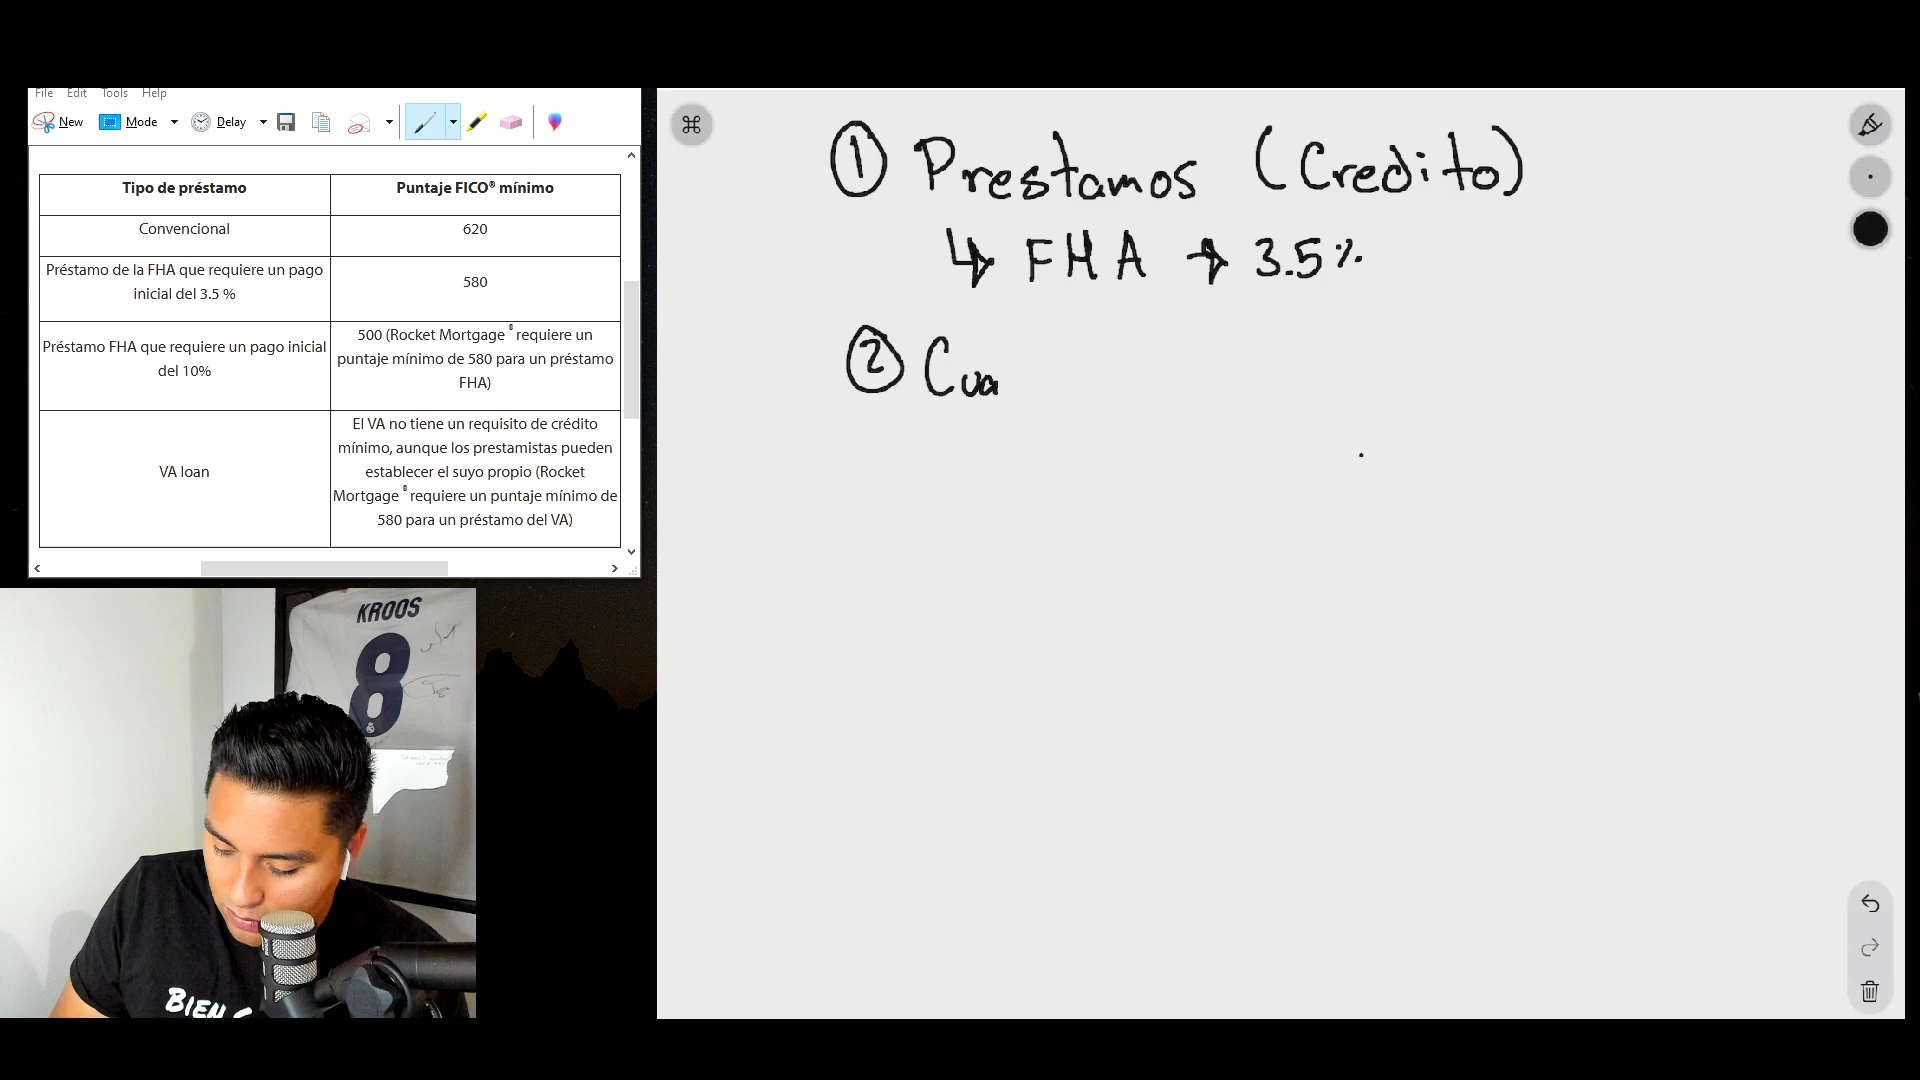 File Edit Tools Help
New Mode Delay
Tipo de préstamo Puntaje FICO® mínimo
Convencional 620
Préstamo de la FHA que requiere un pago
inicial del 3.5 %
580
Préstamo FHA que requiere un pago inicial
del 10%
500 (Rocket Mortgage® requiere un
puntaje mínimo de 580 para un préstamo
FHA)
VA loan
El VA no tiene un requisito de crédito
mínimo, aunque los prestamistas pueden
establecer el suyo propio (Rocket
Mortgage® requiere un puntaje mínimo de
580 para un préstamo del VA)
① Prestamos (Credito)
↳ FHA → 3.5%
② Cua
KROOS
8
BIEN